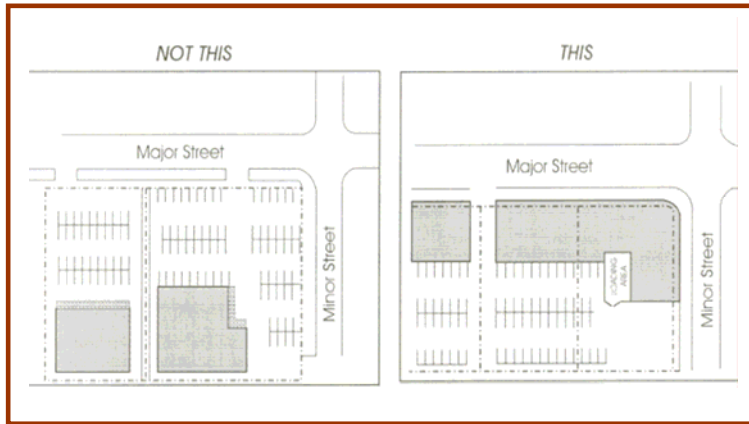 NOT THIS
Major Street
Minor Street
THIS
Major Street
LOADING
AREA
Minor Street